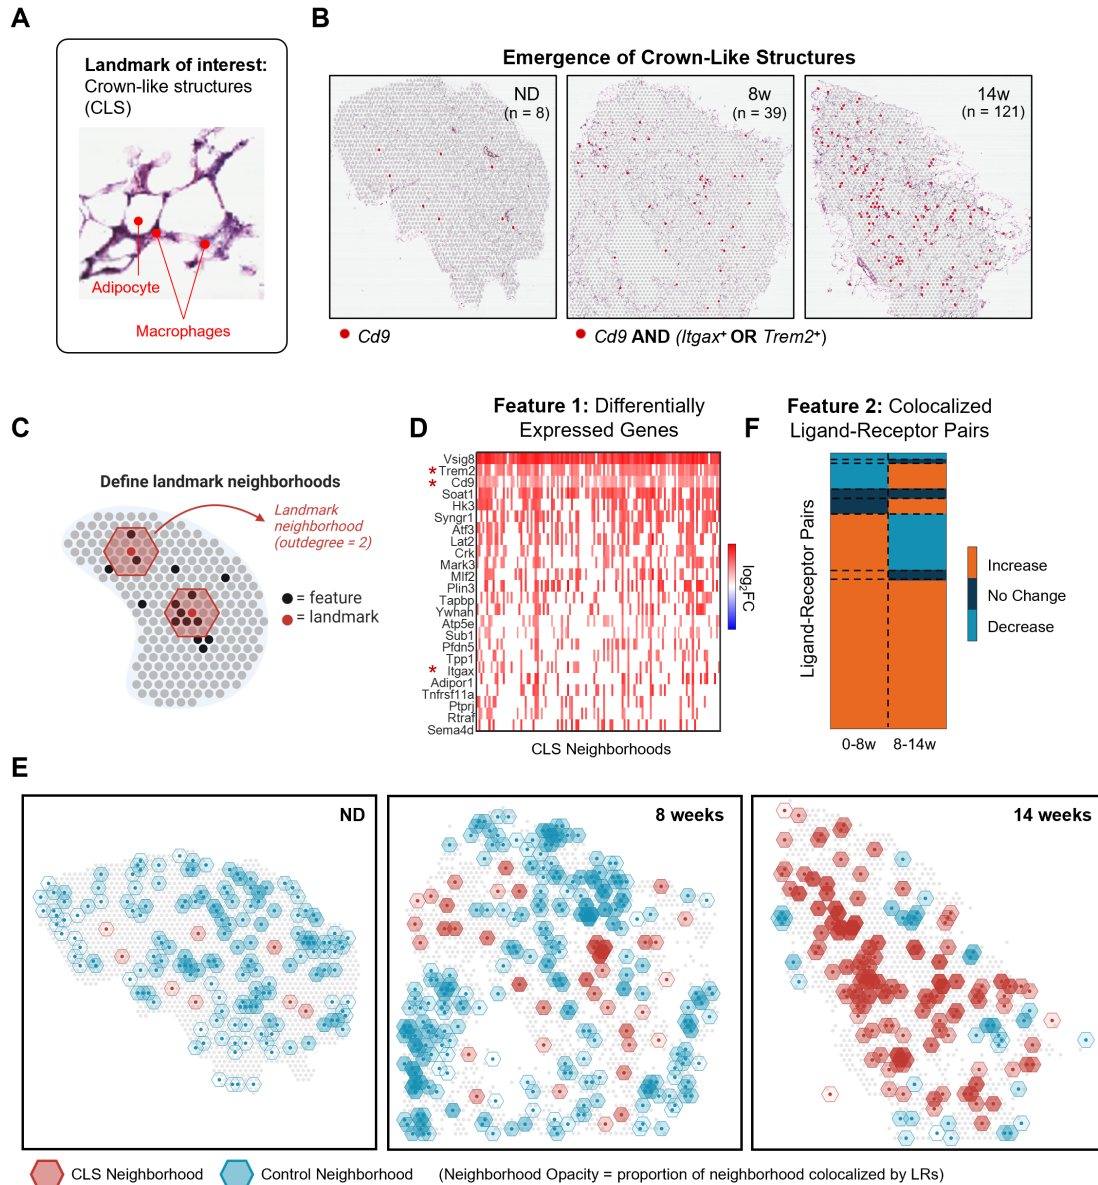 A
Landmark of interest:
Crown-like structures
(CLS)
Adipocyte
Macrophages
B
Emergence of Crown-Like Structures
ND
(n = 8)
8w
(n = 39)
14w
(n = 121)
Cd9
Cd9 AND (Itgax+ OR Trem2+)
C
Define landmark neighborhoods
Landmark
neighborhood
(outdegree = 2)
= feature
= landmark
D
Feature 1: Differentially
Expressed Genes
Vsig8
* Trem2
* Cd9
Soat1
Hk3
Syngr1
Atf3
Lat2
Crk
Mark3
Mlf2
Plin3
Tapbp
Ywhah
Atp5e
Sub1
Pfdn5
Tpp1
* Itgax
Adipor1
Tnfrsf11a
Ptprj
Rtraf
Sema4d
CLS Neighborhoods
log2FC
F
Feature 2: Colocalized
Ligand-Receptor Pairs
Ligand-Receptor Pairs
0-8w
8-14w
Increase
No Change
Decrease
E
ND
8 weeks
14 weeks
CLS Neighborhood
Control Neighborhood
(Neighborhood Opacity = proportion of neighborhood colocalized by LRs)